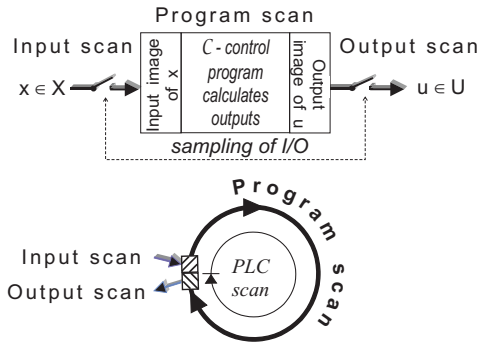 Program scan
Input scan
Output scan
x ∈ X
Input image
of x
C - control
program
calculates
outputs
Output
image of u
u ∈ U
sampling of I/O
Program scan
Input scan
Output scan
PLC
scan